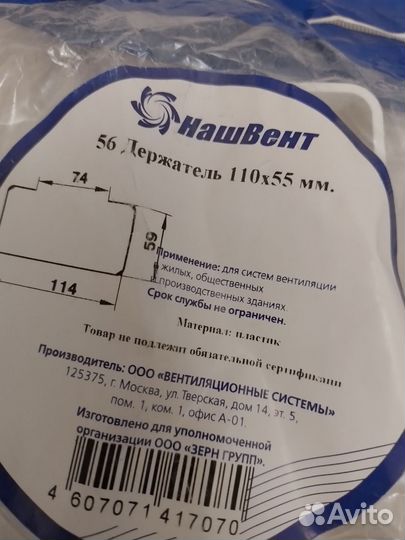 НашВент
56 Держатель 110x55 мм.
74
59
114
Применение: для систем вентиляции
в жилых, общественных
и производственных зданиях.
Срок службы не ограничен.
Материал: пластик
Товар не подлежит обязательной сертификации
Производитель: ООО «ВЕНТИЛЯЦИОННЫЕ СИСТЕМЫ»
125375, г. Москва, ул. Тверская, дом 14, эт. 5,
пом. 1, ком. 1, офис А-01.
Изготовлено для уполномоченной
организации ООО «ЗЕРН ГРУПП».
4 607071 417070
Avito